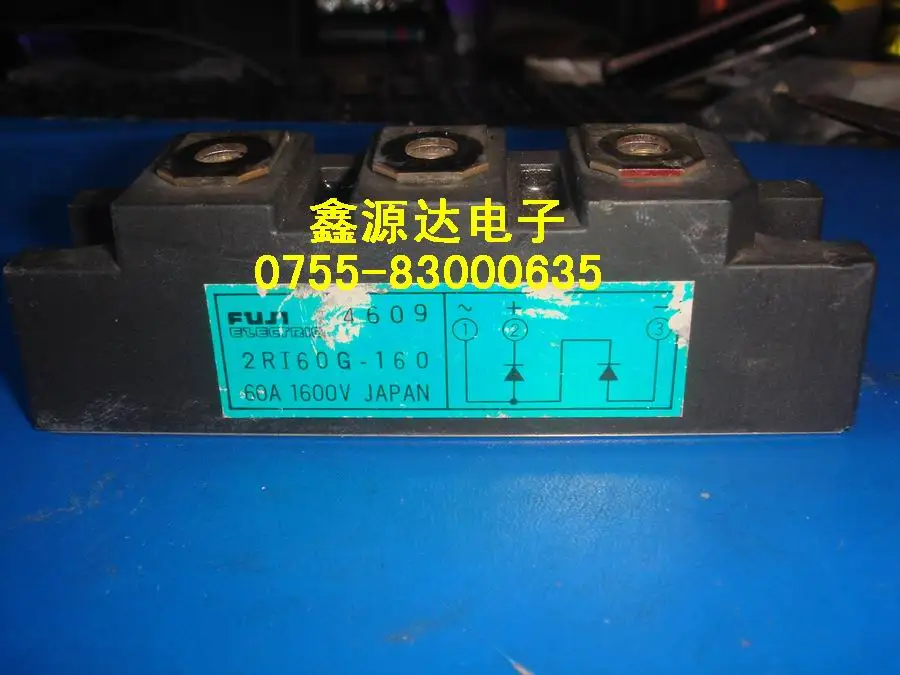 鑫源达电子
0755-83000635
FUJI ELECTRIC 4609
2RI60G-160
60A 1600V JAPAN
~ + −
1 2 3